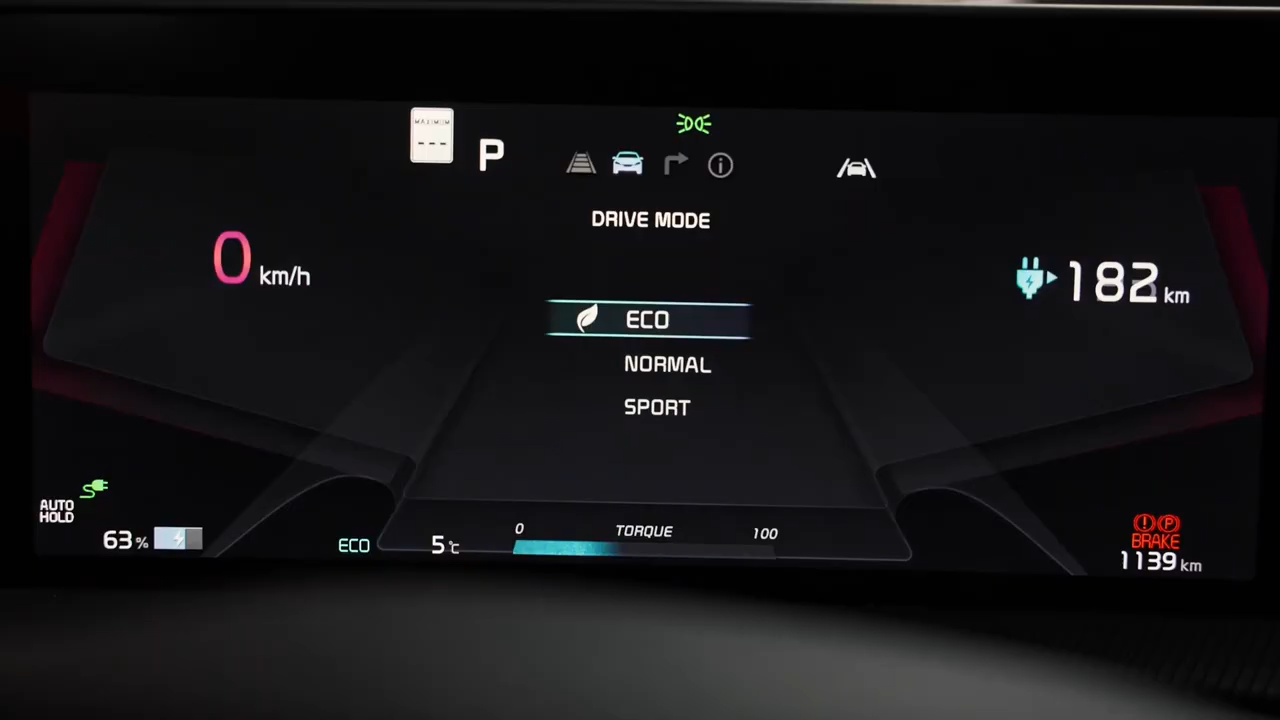 MAXIMUM
---
P
DRIVE MODE
0 km/h
182 km
ECO
NORMAL
SPORT
AUTO
HOLD
63%
ECO
5°C
0 TORQUE 100
(!) (P)
BRAKE
1139 km